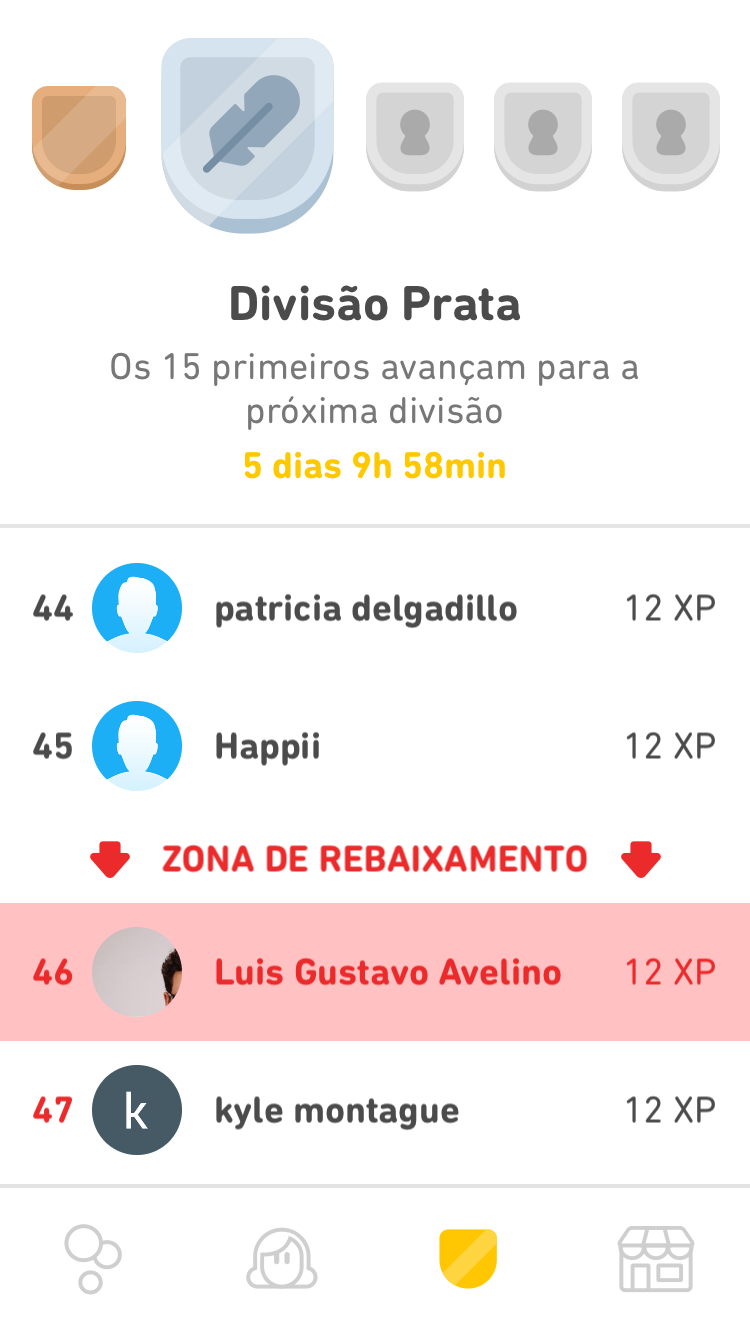 Divisão Prata
Os 15 primeiros avançam para a
próxima divisão
5 dias 9h 58min
44 patricia delgadillo 12 XP
45 Happii 12 XP
ZONA DE REBAIXAMENTO
46 Luis Gustavo Avelino 12 XP
47 k kyle montague 12 XP